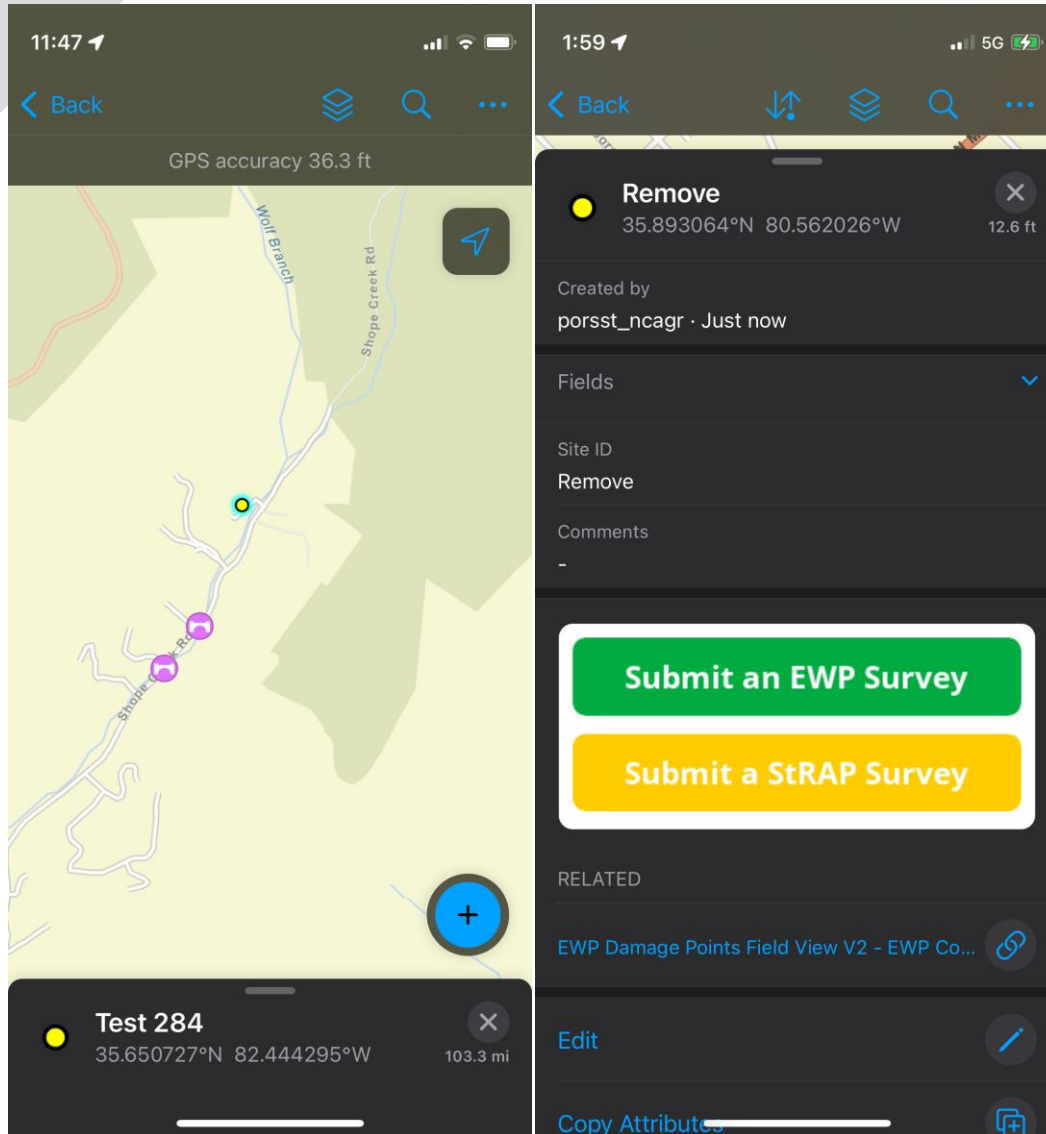 11:47
Back
GPS accuracy 36.3 ft
Wolf Branch
Shope Creek Rd
Shope Creek Rd
Test 284
35.650727°N 82.444295°W
103.3 mi
1:59
5G
Back
Remove
35.893064°N 80.562026°W
12.6 ft
Created by
porsst_ncagr · Just now
Fields
Site ID
Remove
Comments
-
Submit an EWP Survey
Submit a StRAP Survey
RELATED
EWP Damage Points Field View V2 - EWP Co...
Edit
Copy Attributes